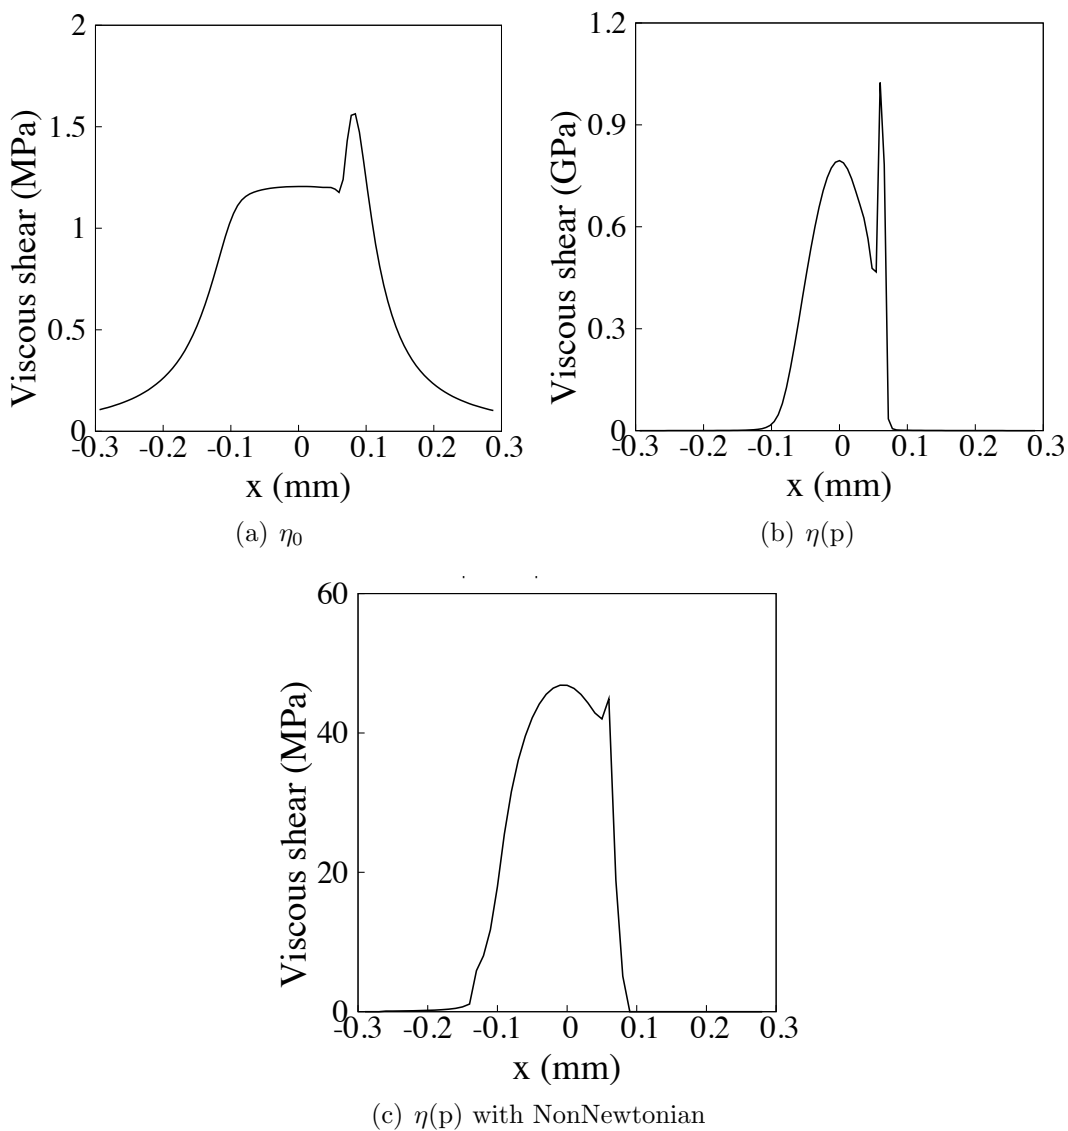 2
1.5
1
0.5
0
Viscous shear (MPa)
-0.3 -0.2 -0.1 0 0.1 0.2 0.3
x (mm)
(a) η₀
1.2
0.9
0.6
0.3
0
Viscous shear (GPa)
-0.3 -0.2 -0.1 0 0.1 0.2 0.3
x (mm)
(b) η(p)
60
40
20
0
Viscous shear (MPa)
-0.3 -0.2 -0.1 0 0.1 0.2 0.3
x (mm)
(c) η(p) with NonNewtonian